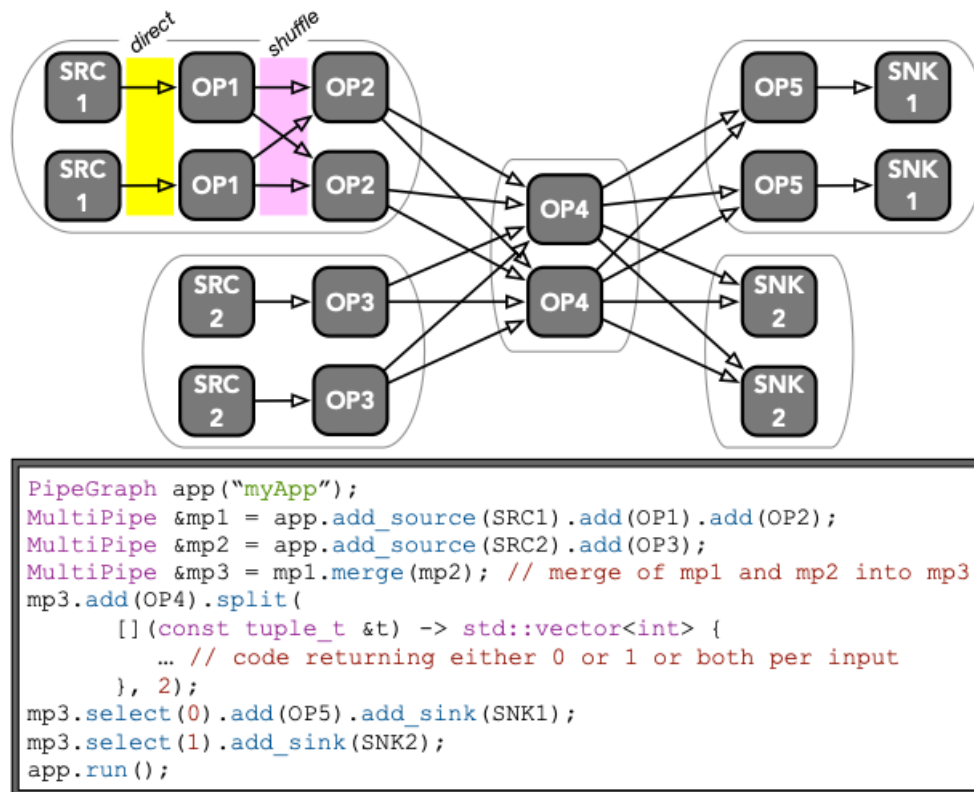 direct
shuffle
SRC
1
OP1
OP2
OP5
SNK
1
SRC
1
OP1
OP2
OP5
SNK
1
OP4
OP4
SRC
2
OP3
SNK
2
SRC
2
OP3
SNK
2
PipeGraph app(“myApp”);
MultiPipe &mp1 = app.add_source(SRC1).add(OP1).add(OP2);
MultiPipe &mp2 = app.add_source(SRC2).add(OP3);
MultiPipe &mp3 = mp1.merge(mp2); // merge of mp1 and mp2 into mp3
mp3.add(OP4).split(
[](const tuple_t &t) -> std::vector<int> {
… // code returning either 0 or 1 or both per input
}, 2);
mp3.select(0).add(OP5).add_sink(SNK1);
mp3.select(1).add_sink(SNK2);
app.run();